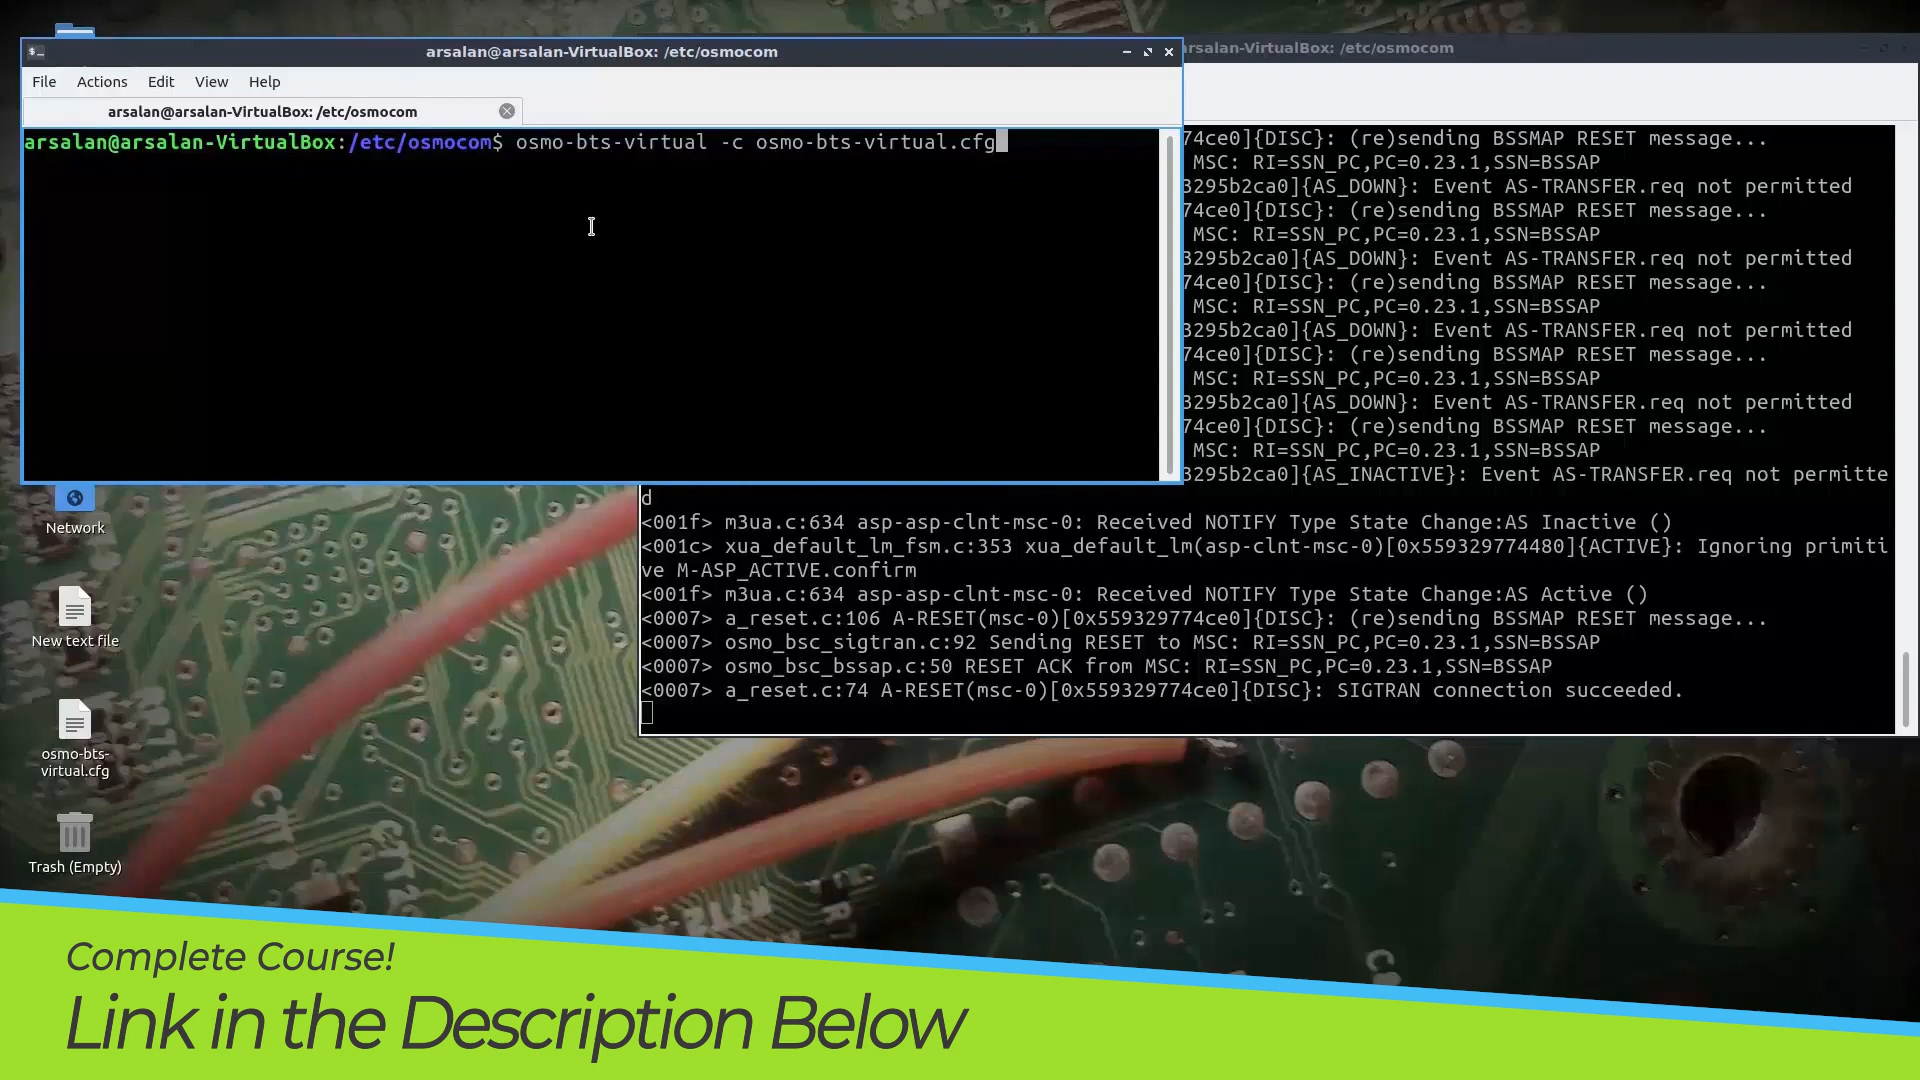 arsalan@arsalan-VirtualBox: /etc/osmocom
File Actions Edit View Help
arsalan@arsalan-VirtualBox: /etc/osmocom
arsalan@arsalan-VirtualBox:/etc/osmocom$ osmo-bts-virtual -c osmo-bts-virtual.cfg
arsalan-VirtualBox: /etc/osmocom
74ce0]{DISC}: (re)sending BSSMAP RESET message...
MSC: RI=SSN_PC,PC=0.23.1,SSN=BSSAP
3295b2ca0]{AS_DOWN}: Event AS-TRANSFER.req not permitted
74ce0]{DISC}: (re)sending BSSMAP RESET message...
MSC: RI=SSN_PC,PC=0.23.1,SSN=BSSAP
3295b2ca0]{AS_DOWN}: Event AS-TRANSFER.req not permitted
74ce0]{DISC}: (re)sending BSSMAP RESET message...
MSC: RI=SSN_PC,PC=0.23.1,SSN=BSSAP
3295b2ca0]{AS_DOWN}: Event AS-TRANSFER.req not permitted
74ce0]{DISC}: (re)sending BSSMAP RESET message...
MSC: RI=SSN_PC,PC=0.23.1,SSN=BSSAP
3295b2ca0]{AS_DOWN}: Event AS-TRANSFER.req not permitted
74ce0]{DISC}: (re)sending BSSMAP RESET message...
MSC: RI=SSN_PC,PC=0.23.1,SSN=BSSAP
3295b2ca0]{AS_INACTIVE}: Event AS-TRANSFER.req not permitte
d
<001f> m3ua.c:634 asp-asp-clnt-msc-0: Received NOTIFY Type State Change:AS Inactive ()
<001c> xua_default_lm_fsm.c:353 xua_default_lm(asp-clnt-msc-0)[0x559329774480]{ACTIVE}: Ignoring primiti
ve M-ASP_ACTIVE.confirm
<001f> m3ua.c:634 asp-asp-clnt-msc-0: Received NOTIFY Type State Change:AS Active ()
<0007> a_reset.c:106 A-RESET(msc-0)[0x559329774ce0]{DISC}: (re)sending BSSMAP RESET message...
<0007> osmo_bsc_sigtran.c:92 Sending RESET to MSC: RI=SSN_PC,PC=0.23.1,SSN=BSSAP
<0007> osmo_bsc_bssap.c:50 RESET ACK from MSC: RI=SSN_PC,PC=0.23.1,SSN=BSSAP
<0007> a_reset.c:74 A-RESET(msc-0)[0x559329774ce0]{DISC}: SIGTRAN connection succeeded.
Network
New text file
osmo-bts-
virtual.cfg
Trash (Empty)
Complete Course!
Link in the Description Below